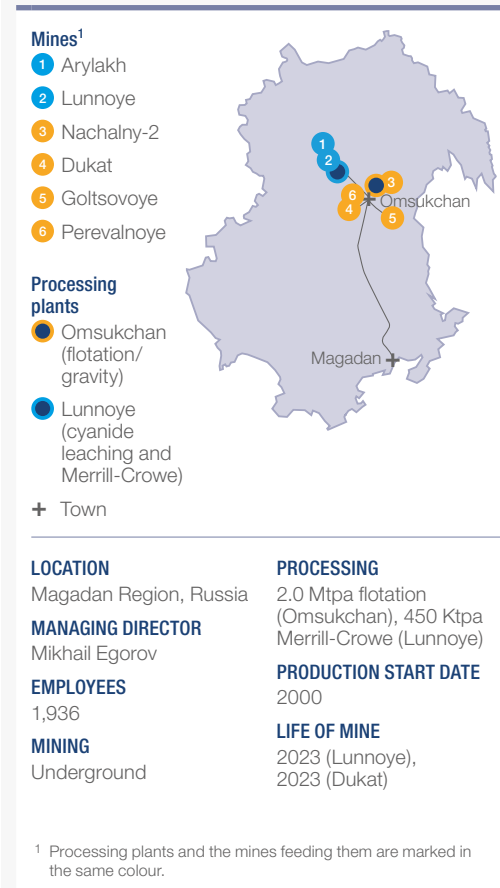 Mines1
1 Arylakh
2 Lunnoye
3 Nachalny-2
4 Dukat
5 Goltsovoye
6 Perevalnoye
Processing
plants
Omsukchan
(flotation/
gravity)
Lunnoye
(cyanide
leaching and
Merrill-Crowe)
+ Town
1
2
3
6
Omsukchan
4
5
Magadan
LOCATION
Magadan Region, Russia
MANAGING DIRECTOR
Mikhail Egorov
EMPLOYEES
1,936
MINING
Underground
PROCESSING
2.0 Mtpa flotation
(Omsukchan), 450 Ktpa
Merrill-Crowe (Lunnoye)
PRODUCTION START DATE
2000
LIFE OF MINE
2023 (Lunnoye),
2023 (Dukat)
1 Processing plants and the mines feeding them are marked in
the same colour.